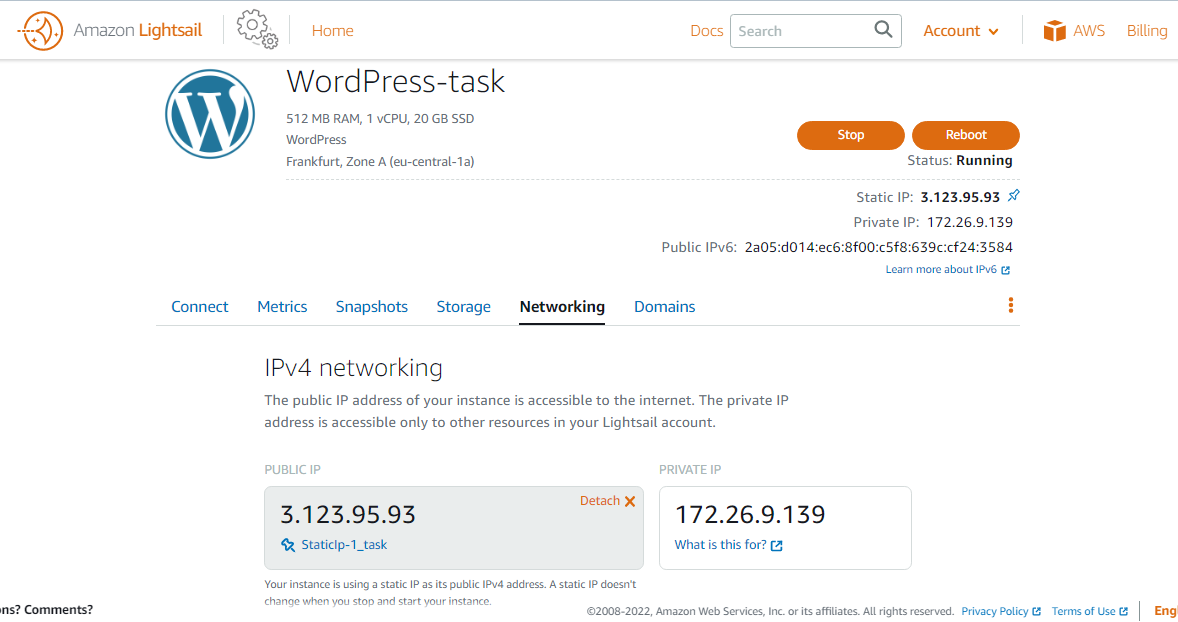 Amazon Lightsail
Home
Docs
Search
Account
AWS
Billing
WordPress-task
512 MB RAM, 1 vCPU, 20 GB SSD
WordPress
Frankfurt, Zone A (eu-central-1a)
Stop
Reboot
Status: Running
Static IP: 3.123.95.93
Private IP: 172.26.9.139
Public IPv6: 2a05:d014:ec6:8f00:c5f8:639c:cf24:3584
Learn more about IPv6
Connect
Metrics
Snapshots
Storage
Networking
Domains
IPv4 networking
The public IP address of your instance is accessible to the internet. The private IP
address is accessible only to other resources in your Lightsail account.
PUBLIC IP
Detach
3.123.95.93
StaticIp-1_task
Your instance is using a static IP as its public IPv4 address. A static IP doesn't
change when you stop and start your instance.
PRIVATE IP
172.26.9.139
What is this for?
ons? Comments?
©2008-2022, Amazon Web Services, Inc. or its affiliates. All rights reserved.
Privacy Policy
Terms of Use
Eng